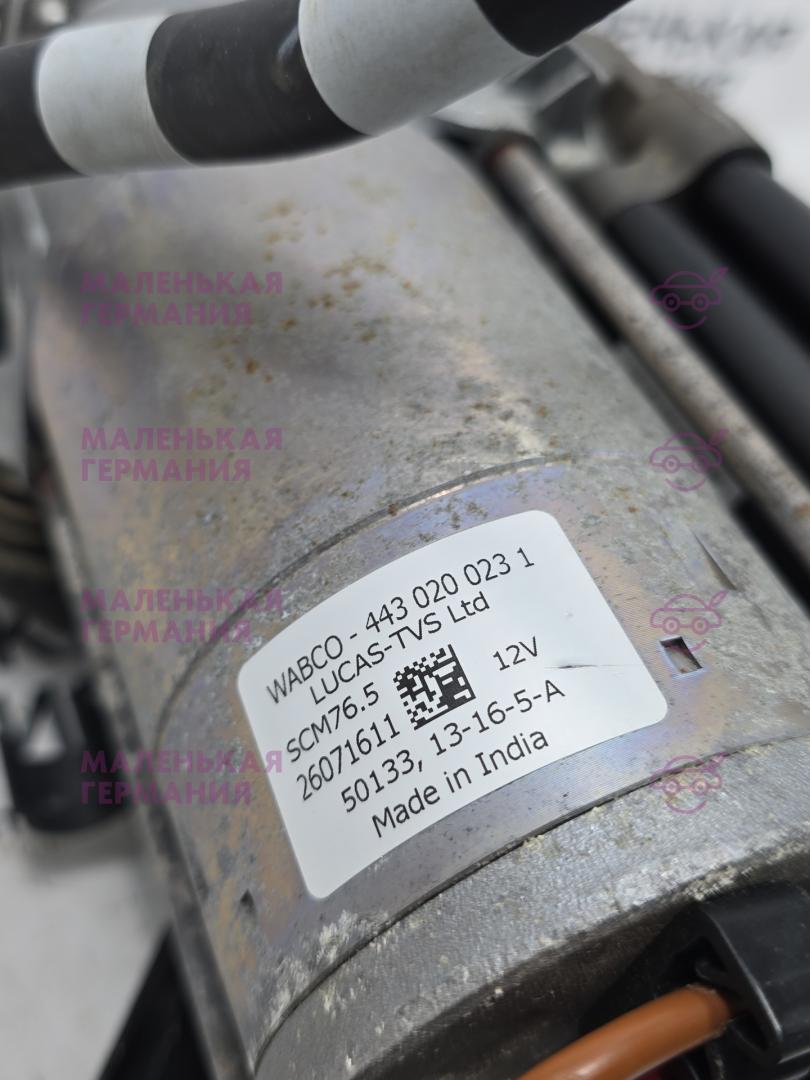 МАЛЕНЬКАЯ
ГЕРМАНИЯ
МАЛЕНЬКАЯ
ГЕРМАНИЯ
WABCO - 443 020 023 1
LUCAS-TVS Ltd
SCM76.5
12V
26071611
50133, 13-16-5-A
Made in India
МАЛЕНЬКАЯ
ГЕРМАНИЯ
МАЛЕНЬКАЯ
ГЕРМАНИЯ